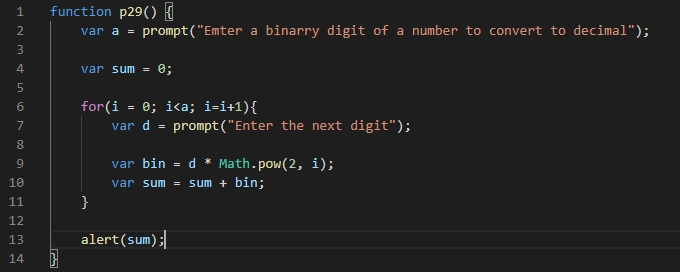 1 function p29() {
2 var a = prompt("Emter a binarry digit of a number to convert to decimal");
3
4 var sum = 0;
5
6 for(i = 0; i<a; i=i+1){
7 var d = prompt("Enter the next digit");
8
9 var bin = d * Math.pow(2, i);
10 var sum = sum + bin;
11 }
12
13 alert(sum);
14 }